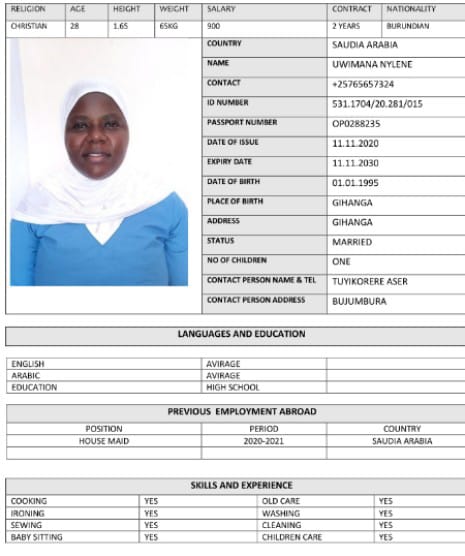 RELIGION AGE HEIGHT WEIGHT SALARY CONTRACT NATIONALITY
CHRISTIAN 28 1.65 65KG 900 2 YEARS BURUNDIAN
COUNTRY SAUDIA ARABIA
NAME UWIMANA NYLENE
CONTACT +25765657324
ID NUMBER 531.1704/20.281/015
PASSPORT NUMBER OP0288235
DATE OF ISSUE 11.11.2020
EXPIRY DATE 11.11.2030
DATE OF BIRTH 01.01.1995
PLACE OF BIRTH GIHANGA
ADDRESS GIHANGA
STATUS MARRIED
NO OF CHILDREN ONE
CONTACT PERSON NAME & TEL TUYIKORERE ASER
CONTACT PERSON ADDRESS BUJUMBURA
LANGUAGES AND EDUCATION
ENGLISH AVIRAGE
ARABIC AVIRAGE
EDUCATION HIGH SCHOOL
PREVIOUS EMPLOYMENT ABROAD
POSITION PERIOD COUNTRY
HOUSE MAID 2020-2021 SAUDIA ARABIA
SKILLS AND EXPERIENCE
COOKING YES OLD CARE YES
IRONING YES WASHING YES
SEWING YES CLEANING YES
BABY SITTING YES CHILDREN CARE YES